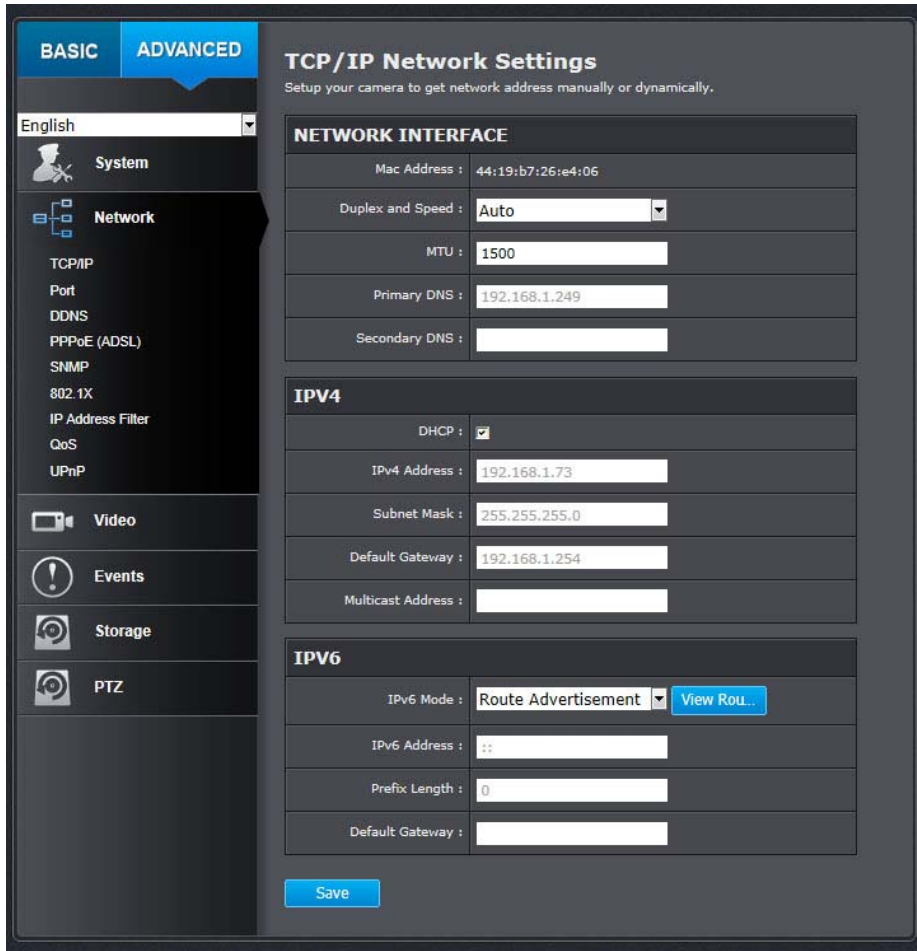 BASIC ADVANCED
English
System
Network
TCP/IP
Port
DDNS
PPPoE (ADSL)
SNMP
802.1X
IP Address Filter
QoS
UPnP
Video
Events
Storage
PTZ
TCP/IP Network Settings
Setup your camera to get network address manually or dynamically.
NETWORK INTERFACE
Mac Address : 44:19:b7:26:e4:06
Duplex and Speed : Auto
MTU : 1500
Primary DNS : 192.168.1.249
Secondary DNS :
IPV4
DHCP :
IPv4 Address : 192.168.1.73
Subnet Mask : 255.255.255.0
Default Gateway : 192.168.1.254
Multicast Address :
IPV6
IPv6 Mode : Route Advertisement View Rou...
IPv6 Address : ::
Prefix Length : 0
Default Gateway :
Save